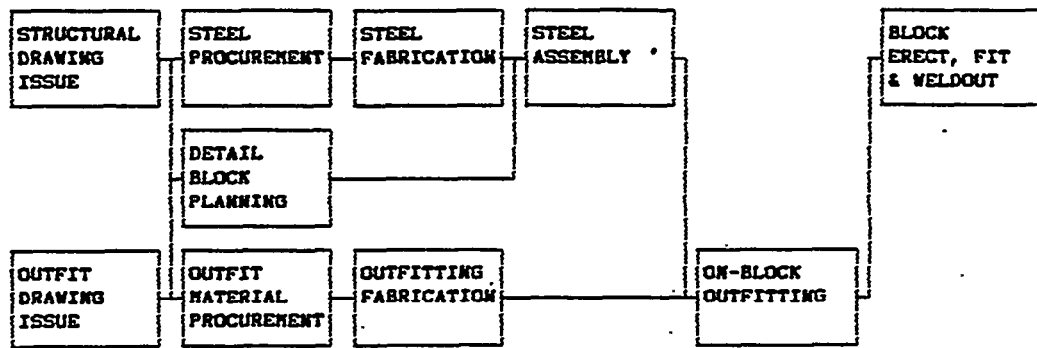 STRUCTURAL
DRAWING
ISSUE
STEEL
PROCUREMENT
STEEL
FABRICATION
STEEL
ASSEMBLY
BLOCK
ERECT, FIT
& WELDOUT
DETAIL
BLOCK
PLANNING
OUTFIT
DRAWING
ISSUE
OUTFIT
MATERIAL
PROCUREMENT
OUTFITTING
FABRICATION
ON-BLOCK
OUTFITTING